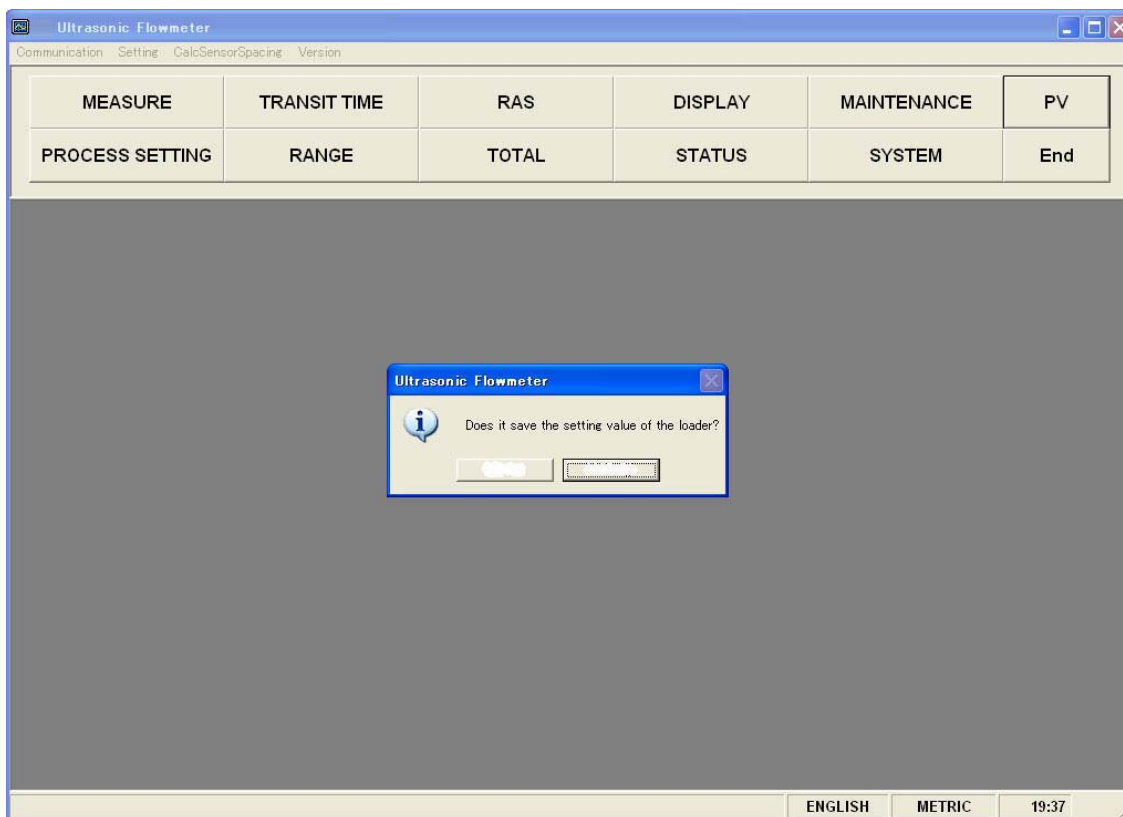 Ultrasonic Flowmeter
Communication Setting CalcSensorSpacing Version
MEASURE TRANSIT TIME RAS DISPLAY MAINTENANCE PV
PROCESS SETTING RANGE TOTAL STATUS SYSTEM End
Ultrasonic Flowmeter
Does it save the setting value of the loader?
ENGLISH METRIC 19:37